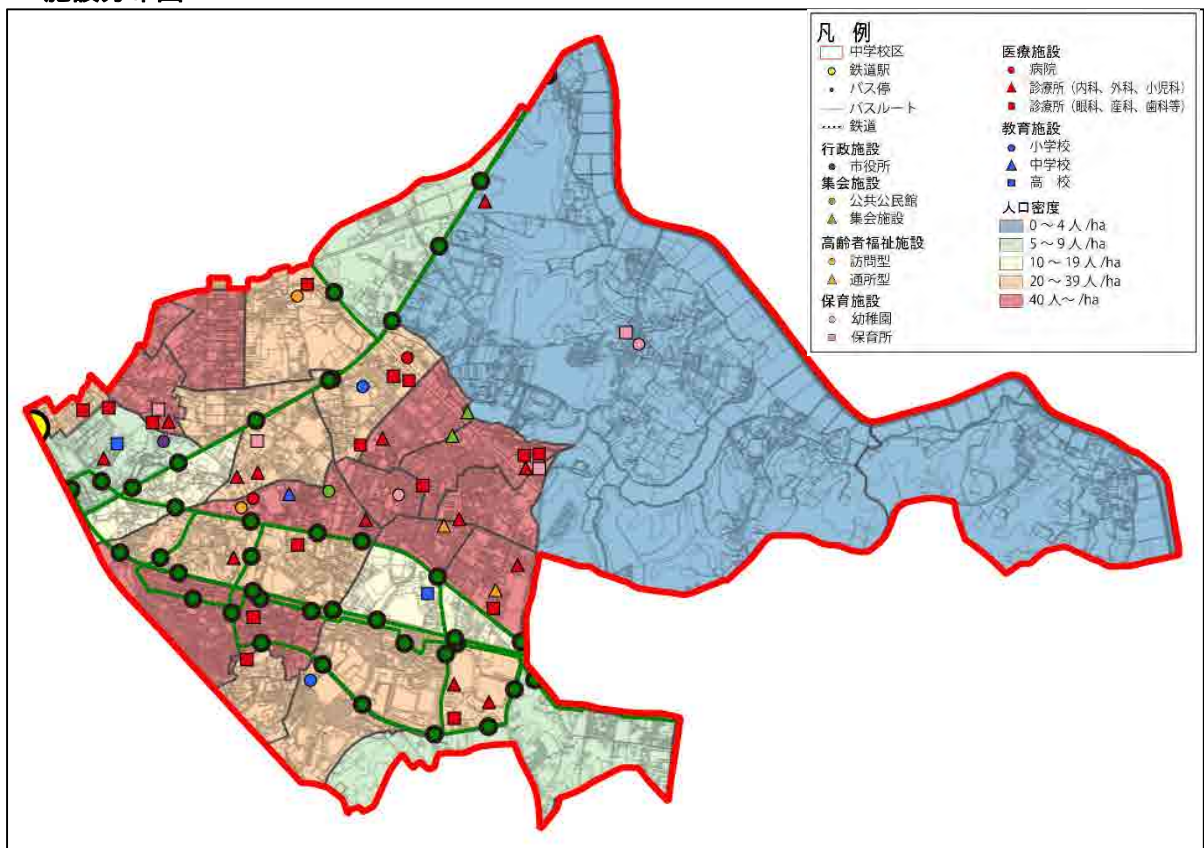 施設分布図
凡　例
中学校区
鉄道駅
バス停
バスルート
鉄道
行政施設
市役所
集会施設
公共公民館
集会施設
高齢者福祉施設
訪問型
通所型
保育施設
幼稚園
保育所
医療施設
病院
診療所（内科、外科、小児科）
診療所（眼科、産科、歯科等）
教育施設
小学校
中学校
高　校
人口密度
0～4人/ha
5～9人/ha
10～19人/ha
20～39人/ha
40人～/ha